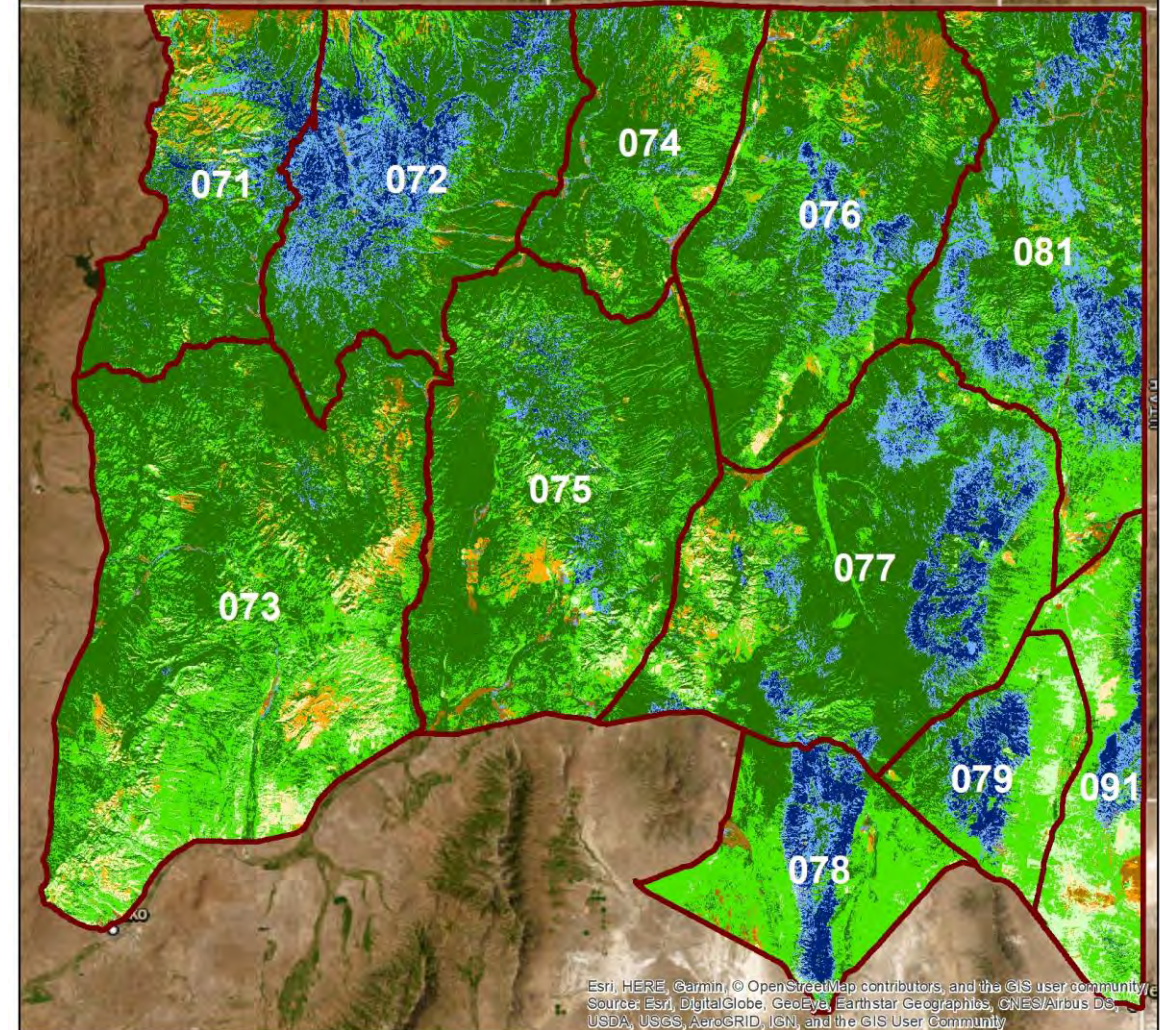 071
072
074
076
081
075
077
073
079
091
078
KO
UTAH
Esri, HERE, Garmin, © OpenStreetMap contributors, and the GIS user community
Source: Esri, DigitalGlobe, GeoEye, Earthstar Geographics, CNES/Airbus DS,
USDA, USGS, AeroGRID, IGN, and the GIS User Community